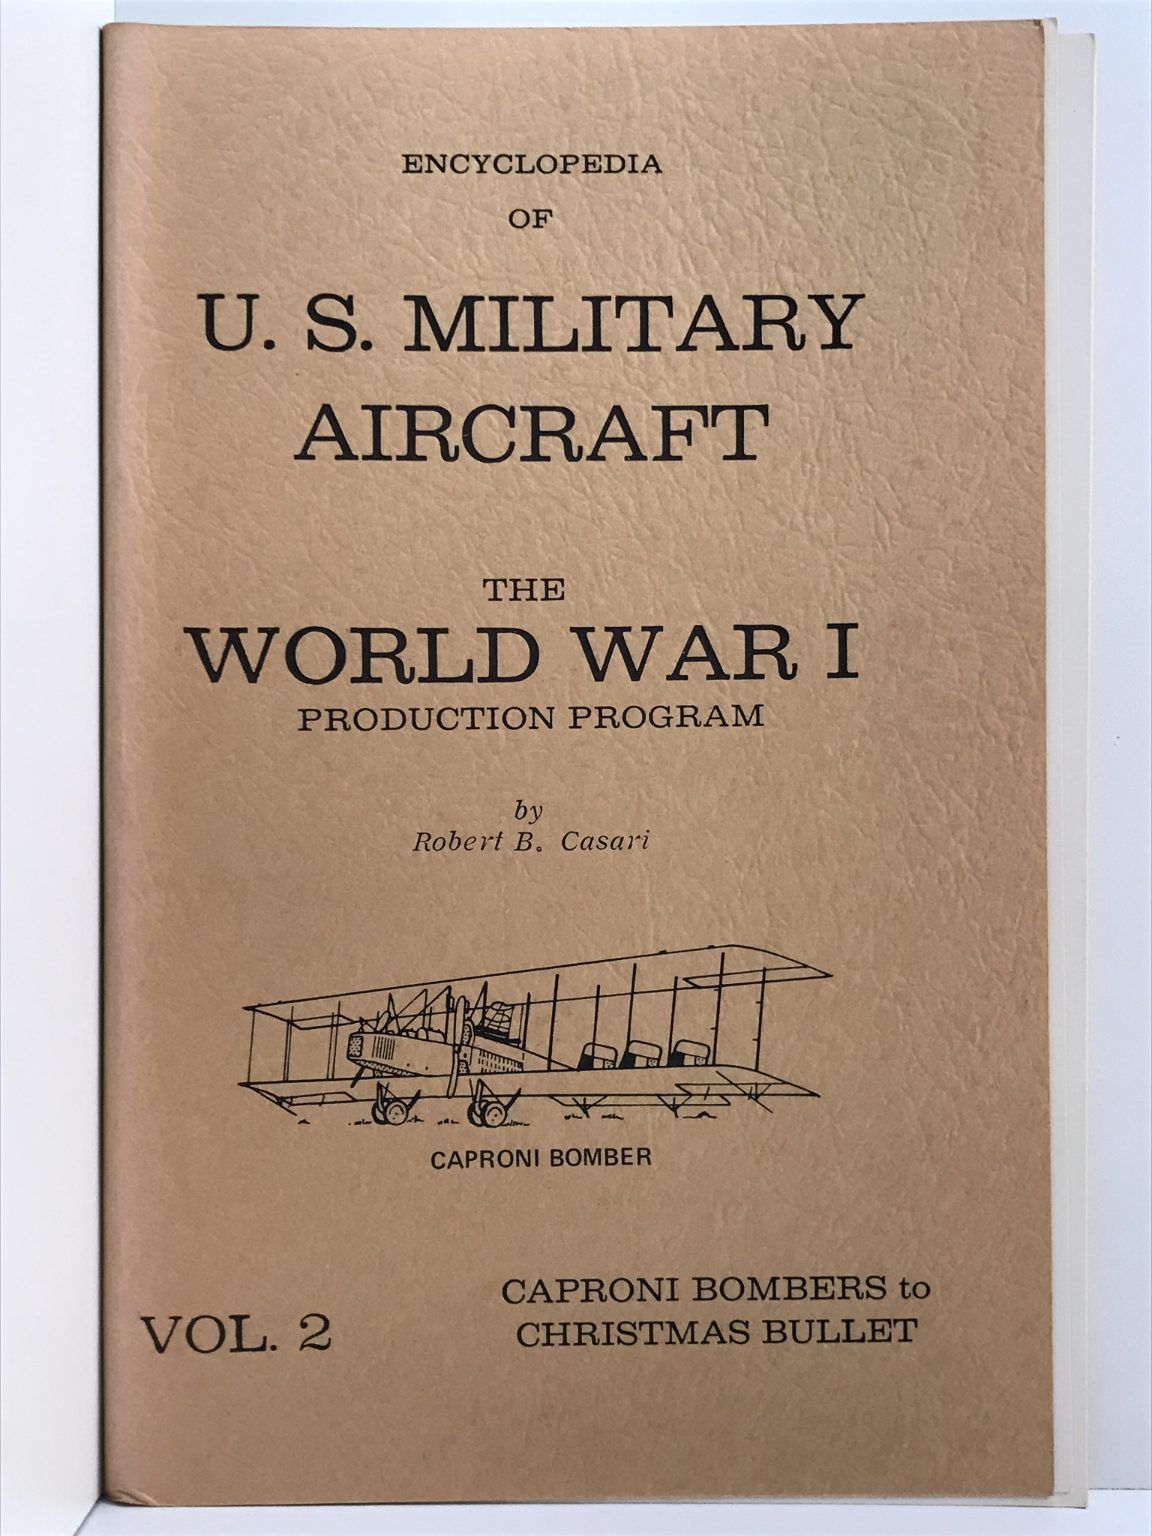 ENCYCLOPEDIA
OF
U. S. MILITARY
AIRCRAFT
THE
WORLD WAR I
PRODUCTION PROGRAM
by
Robert B. Casari
CAPRONI BOMBER
VOL. 2
CAPRONI BOMBERS to
CHRISTMAS BULLET